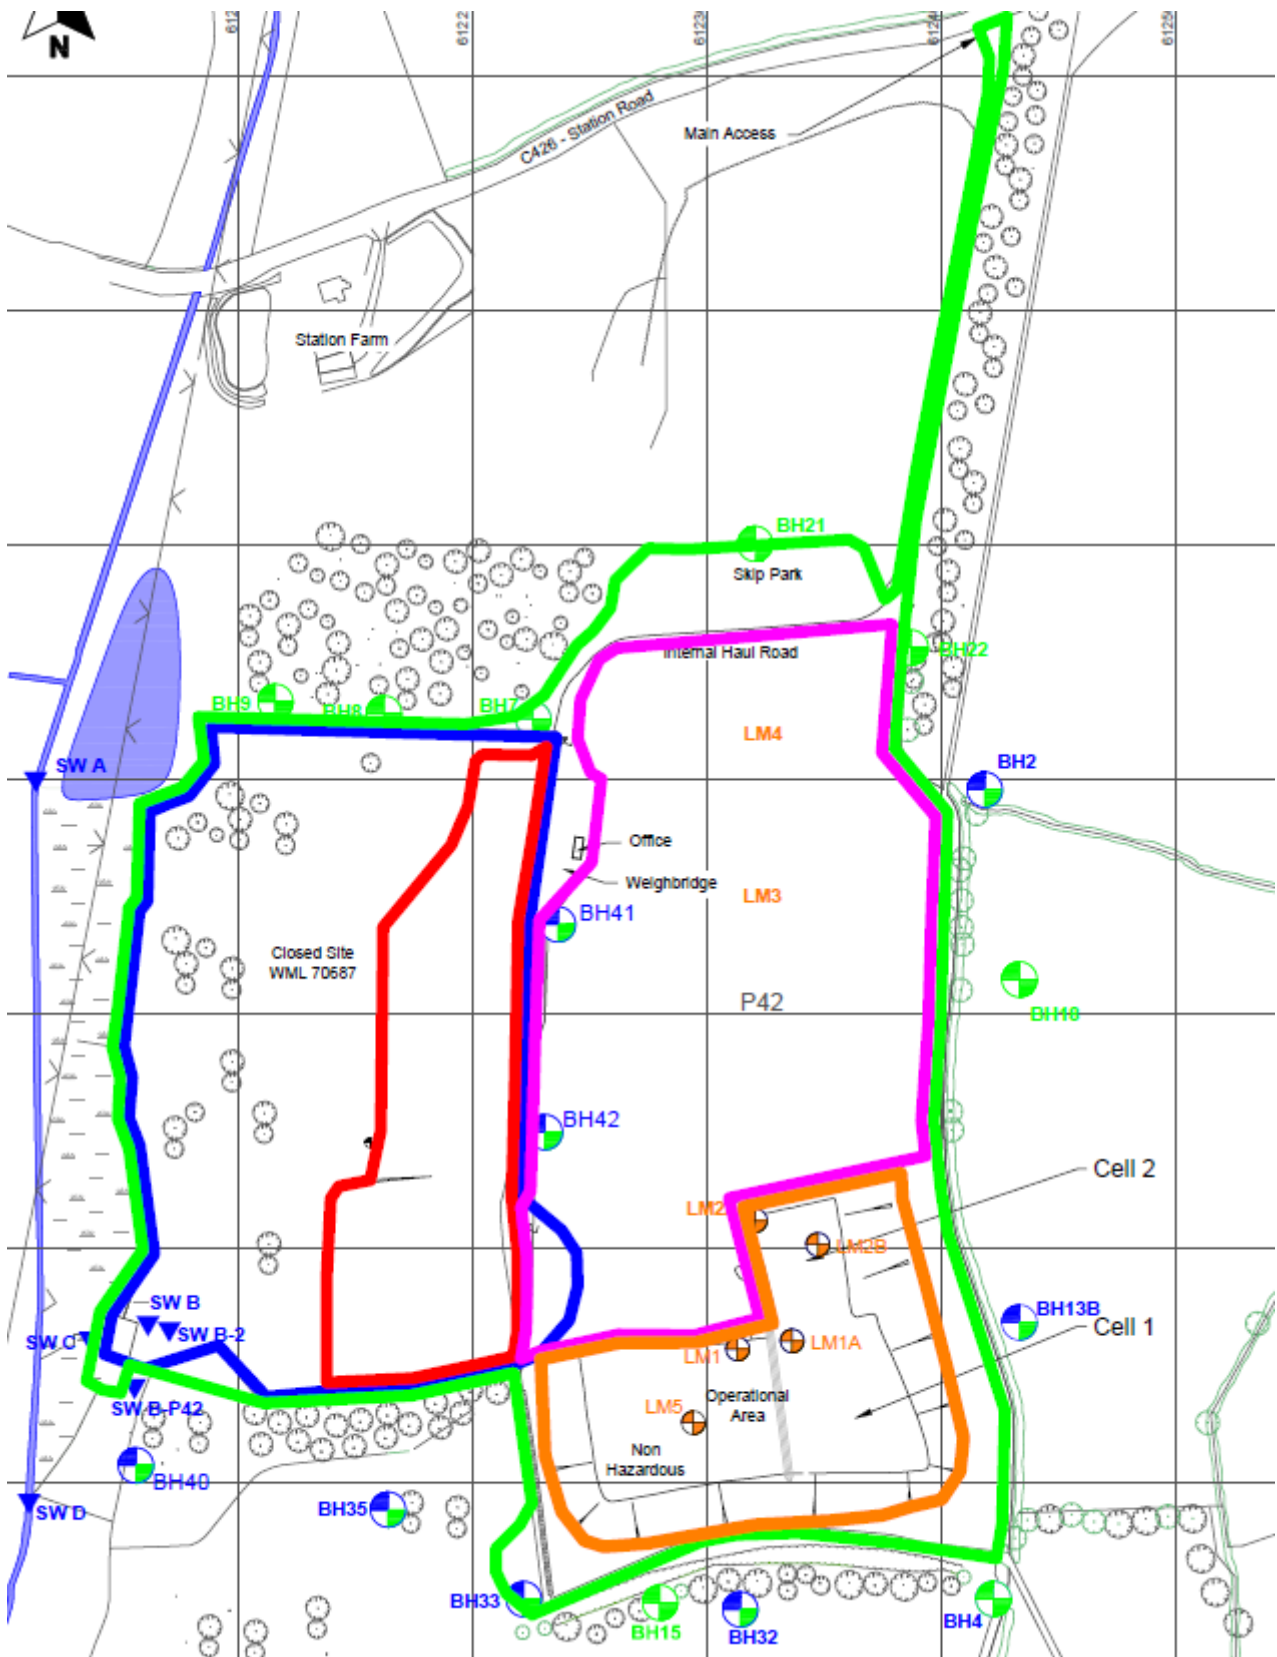 N
6122
6123
6124
6125
C426 - Station Road
Main Access
Station Farm
BH21
Skip Park
BH22
Internal Haul Road
BH9
BH8
BH7
LM4
SW A
BH2
Office
Weighbridge
LM3
BH41
Closed Site
WML 70687
P42
BH18
BH42
Cell 2
LM2
LM2B
SW B
SW B-2
SW C
BH13B
Cell 1
LM1
LM1A
SW B-P42
LM5
Operational
Area
Non
Hazardous
BH40
SW D
BH35
BH33
BH15
BH32
BH4